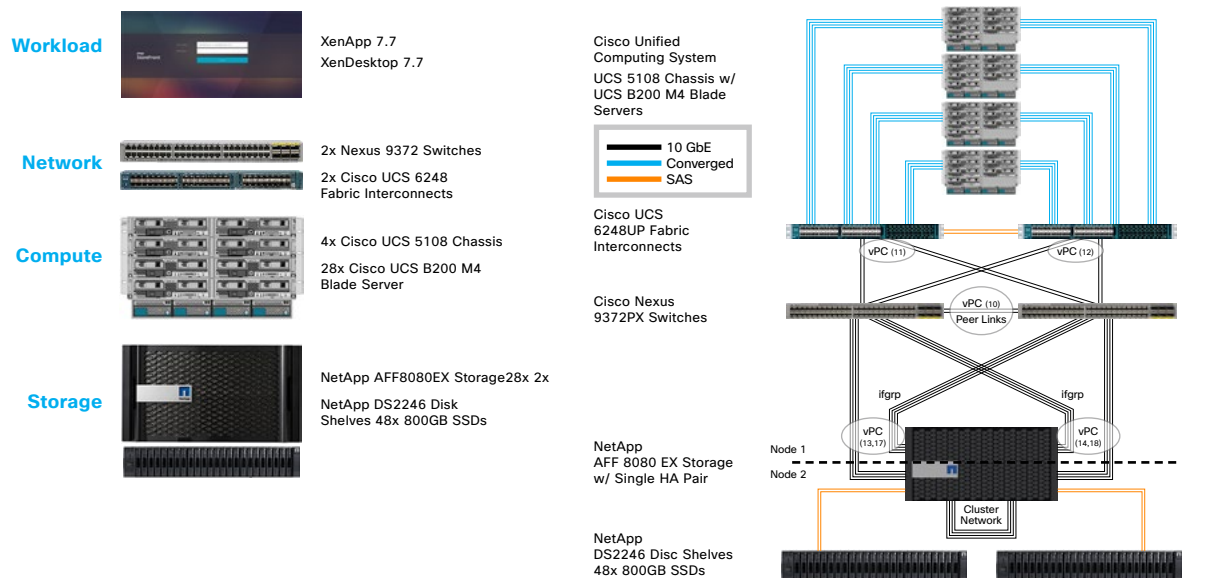 Workload
XenApp 7.7
XenDesktop 7.7
Network
2x Nexus 9372 Switches
2x Cisco UCS 6248
Fabric Interconnects
Compute
4x Cisco UCS 5108 Chassis
28x Cisco UCS B200 M4
Blade Server
Storage
NetApp AFF8080EX Storage28x 2x
NetApp DS2246 Disk
Shelves 48x 800GB SSDs
Cisco Unified
Computing System
UCS 5108 Chassis w/
UCS B200 M4 Blade
Servers
10 GbE
Converged
SAS
Cisco UCS
6248UP Fabric
Interconnects
vPC (11)
vPC (12)
Cisco Nexus
9372PX Switches
vPC (10)
Peer Links
ifgrp
ifgrp
vPC
(13,17)
vPC
(14,18)
NetApp
AFF 8080 EX Storage
w/ Single HA Pair
Node 1
Node 2
Cluster
Network
NetApp
DS2246 Disc Shelves
48x 800GB SSDs